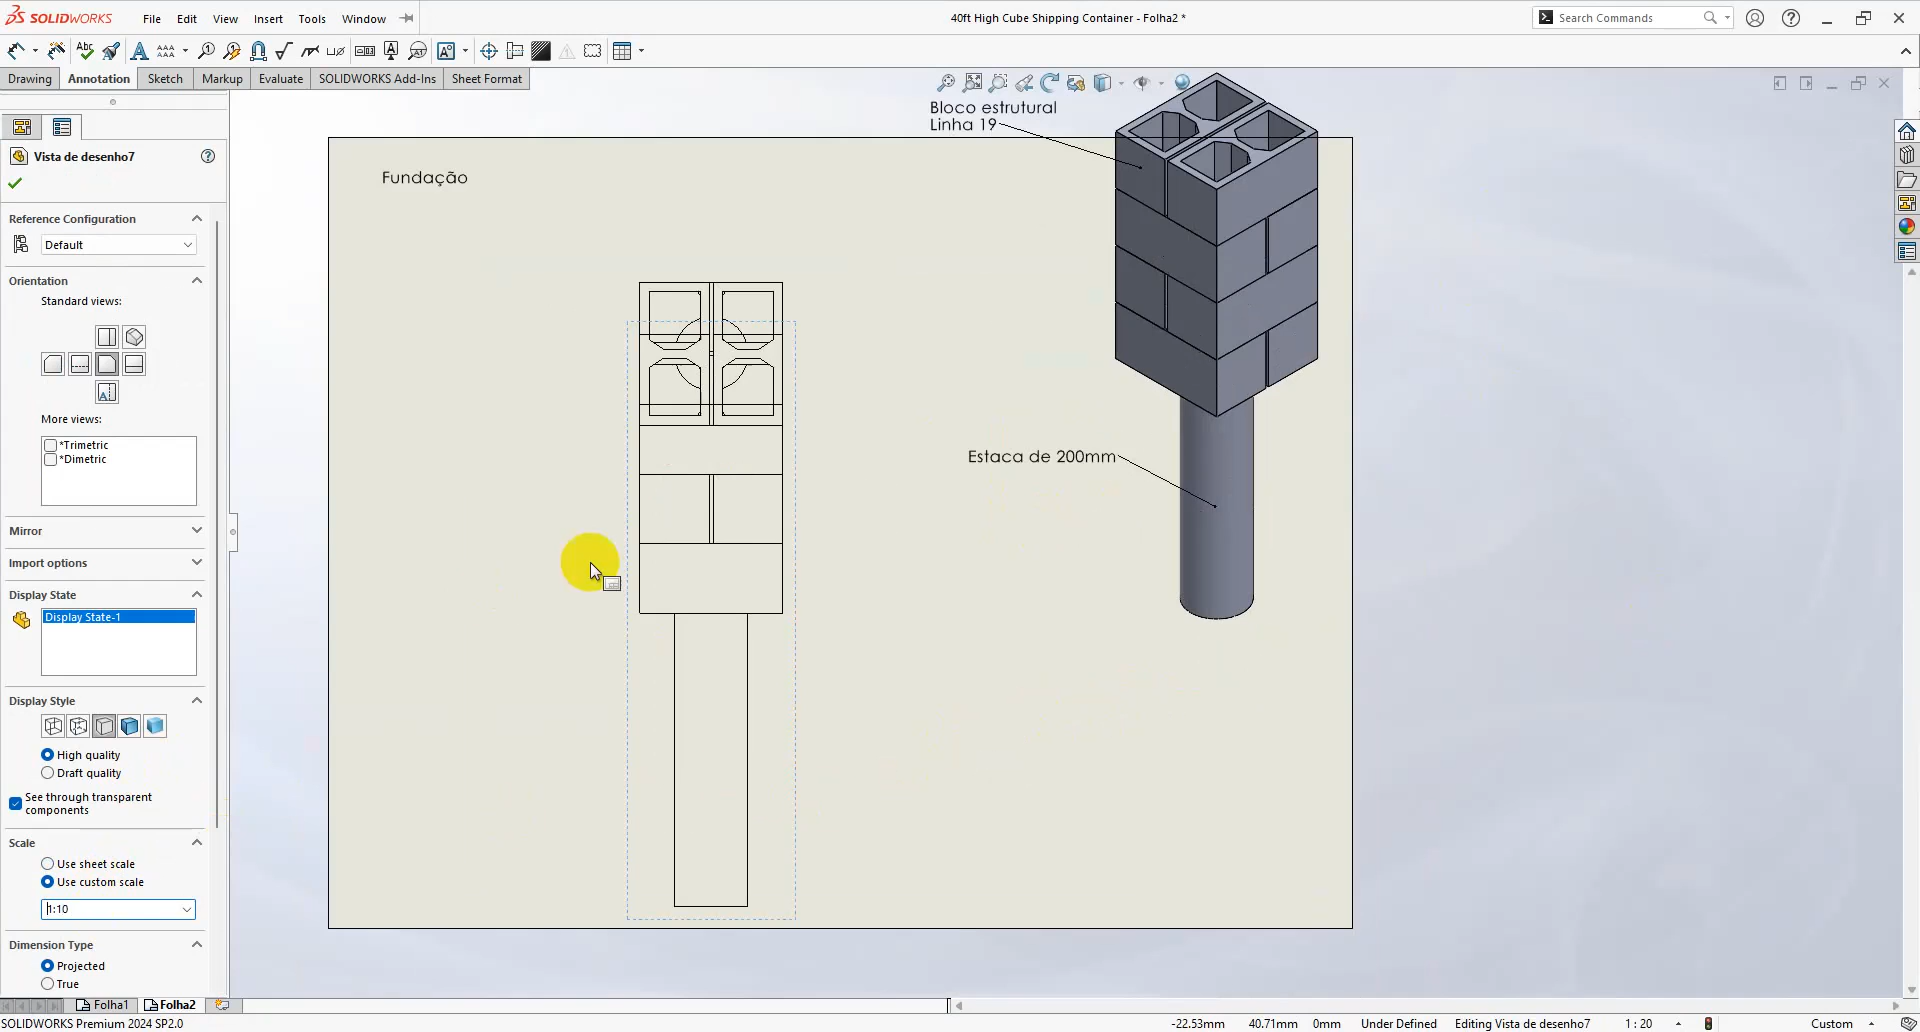 SOLIDWORKS
File
Edit
View
Insert
Tools
Window
40ft High Cube Shipping Container - Folha2 *
Search Commands
Drawing
Annotation
Sketch
Markup
Evaluate
SOLIDWORKS Add-Ins
Sheet Format
Vista de desenho7
Reference Configuration
Default
Orientation
Standard views:
More views:
*Trimetric
*Dimetric
Mirror
Import options
Display State
Display State-1
Display Style
High quality
Draft quality
See through transparent
components
Scale
Use sheet scale
Use custom scale
1:10
Dimension Type
Projected
True
Fundação
Bloco estrutural
Linha 19
Estaca de 200mm
Folha1
Folha2
SOLIDWORKS Premium 2024 SP2.0
-22.53mm
40.71mm
0mm
Under Defined
Editing Vista de desenho7
1 : 20
Custom